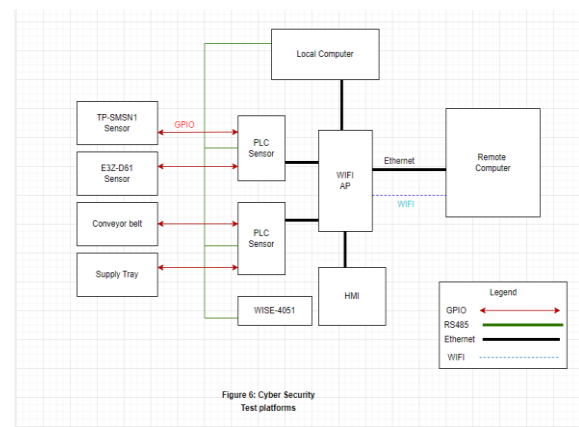 Local Computer
TP-SMSN1
Sensor
GPIO
PLC
Sensor
E3Z-D61
Sensor
WIFI
AP
Ethernet
WIFI
Remote
Computer
Conveyor belt
PLC
Sensor
Supply Tray
WISE-4051
HMI
Legend
GPIO
RS485
Ethernet
WIFI
Figure 6: Cyber Security
Test platforms